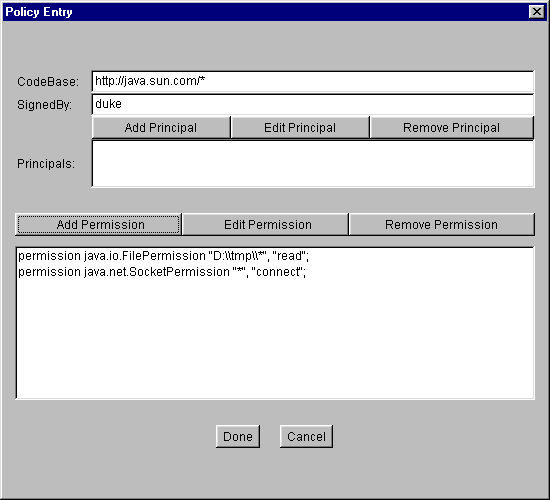 Policy Entry
CodeBase: http://java.sun.com/*
SignedBy: duke
Add Principal Edit Principal Remove Principal
Principals:
Add Permission Edit Permission Remove Permission
permission java.io.FilePermission "D:\\tmp\\*", "read";
permission java.net.SocketPermission "*", "connect";
Done Cancel